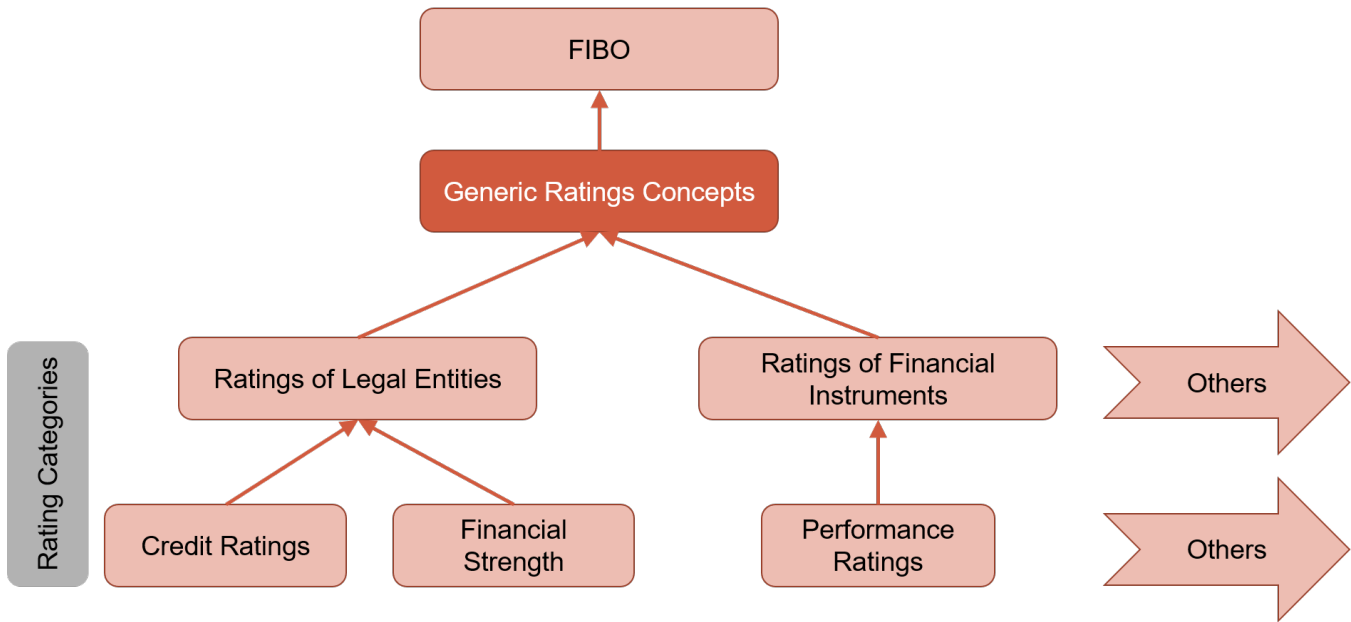 FIBO
Generic Ratings Concepts
Rating Categories
Ratings of Legal Entities
Ratings of Financial
Instruments
Others
Credit Ratings
Financial
Strength
Performance
Ratings
Others